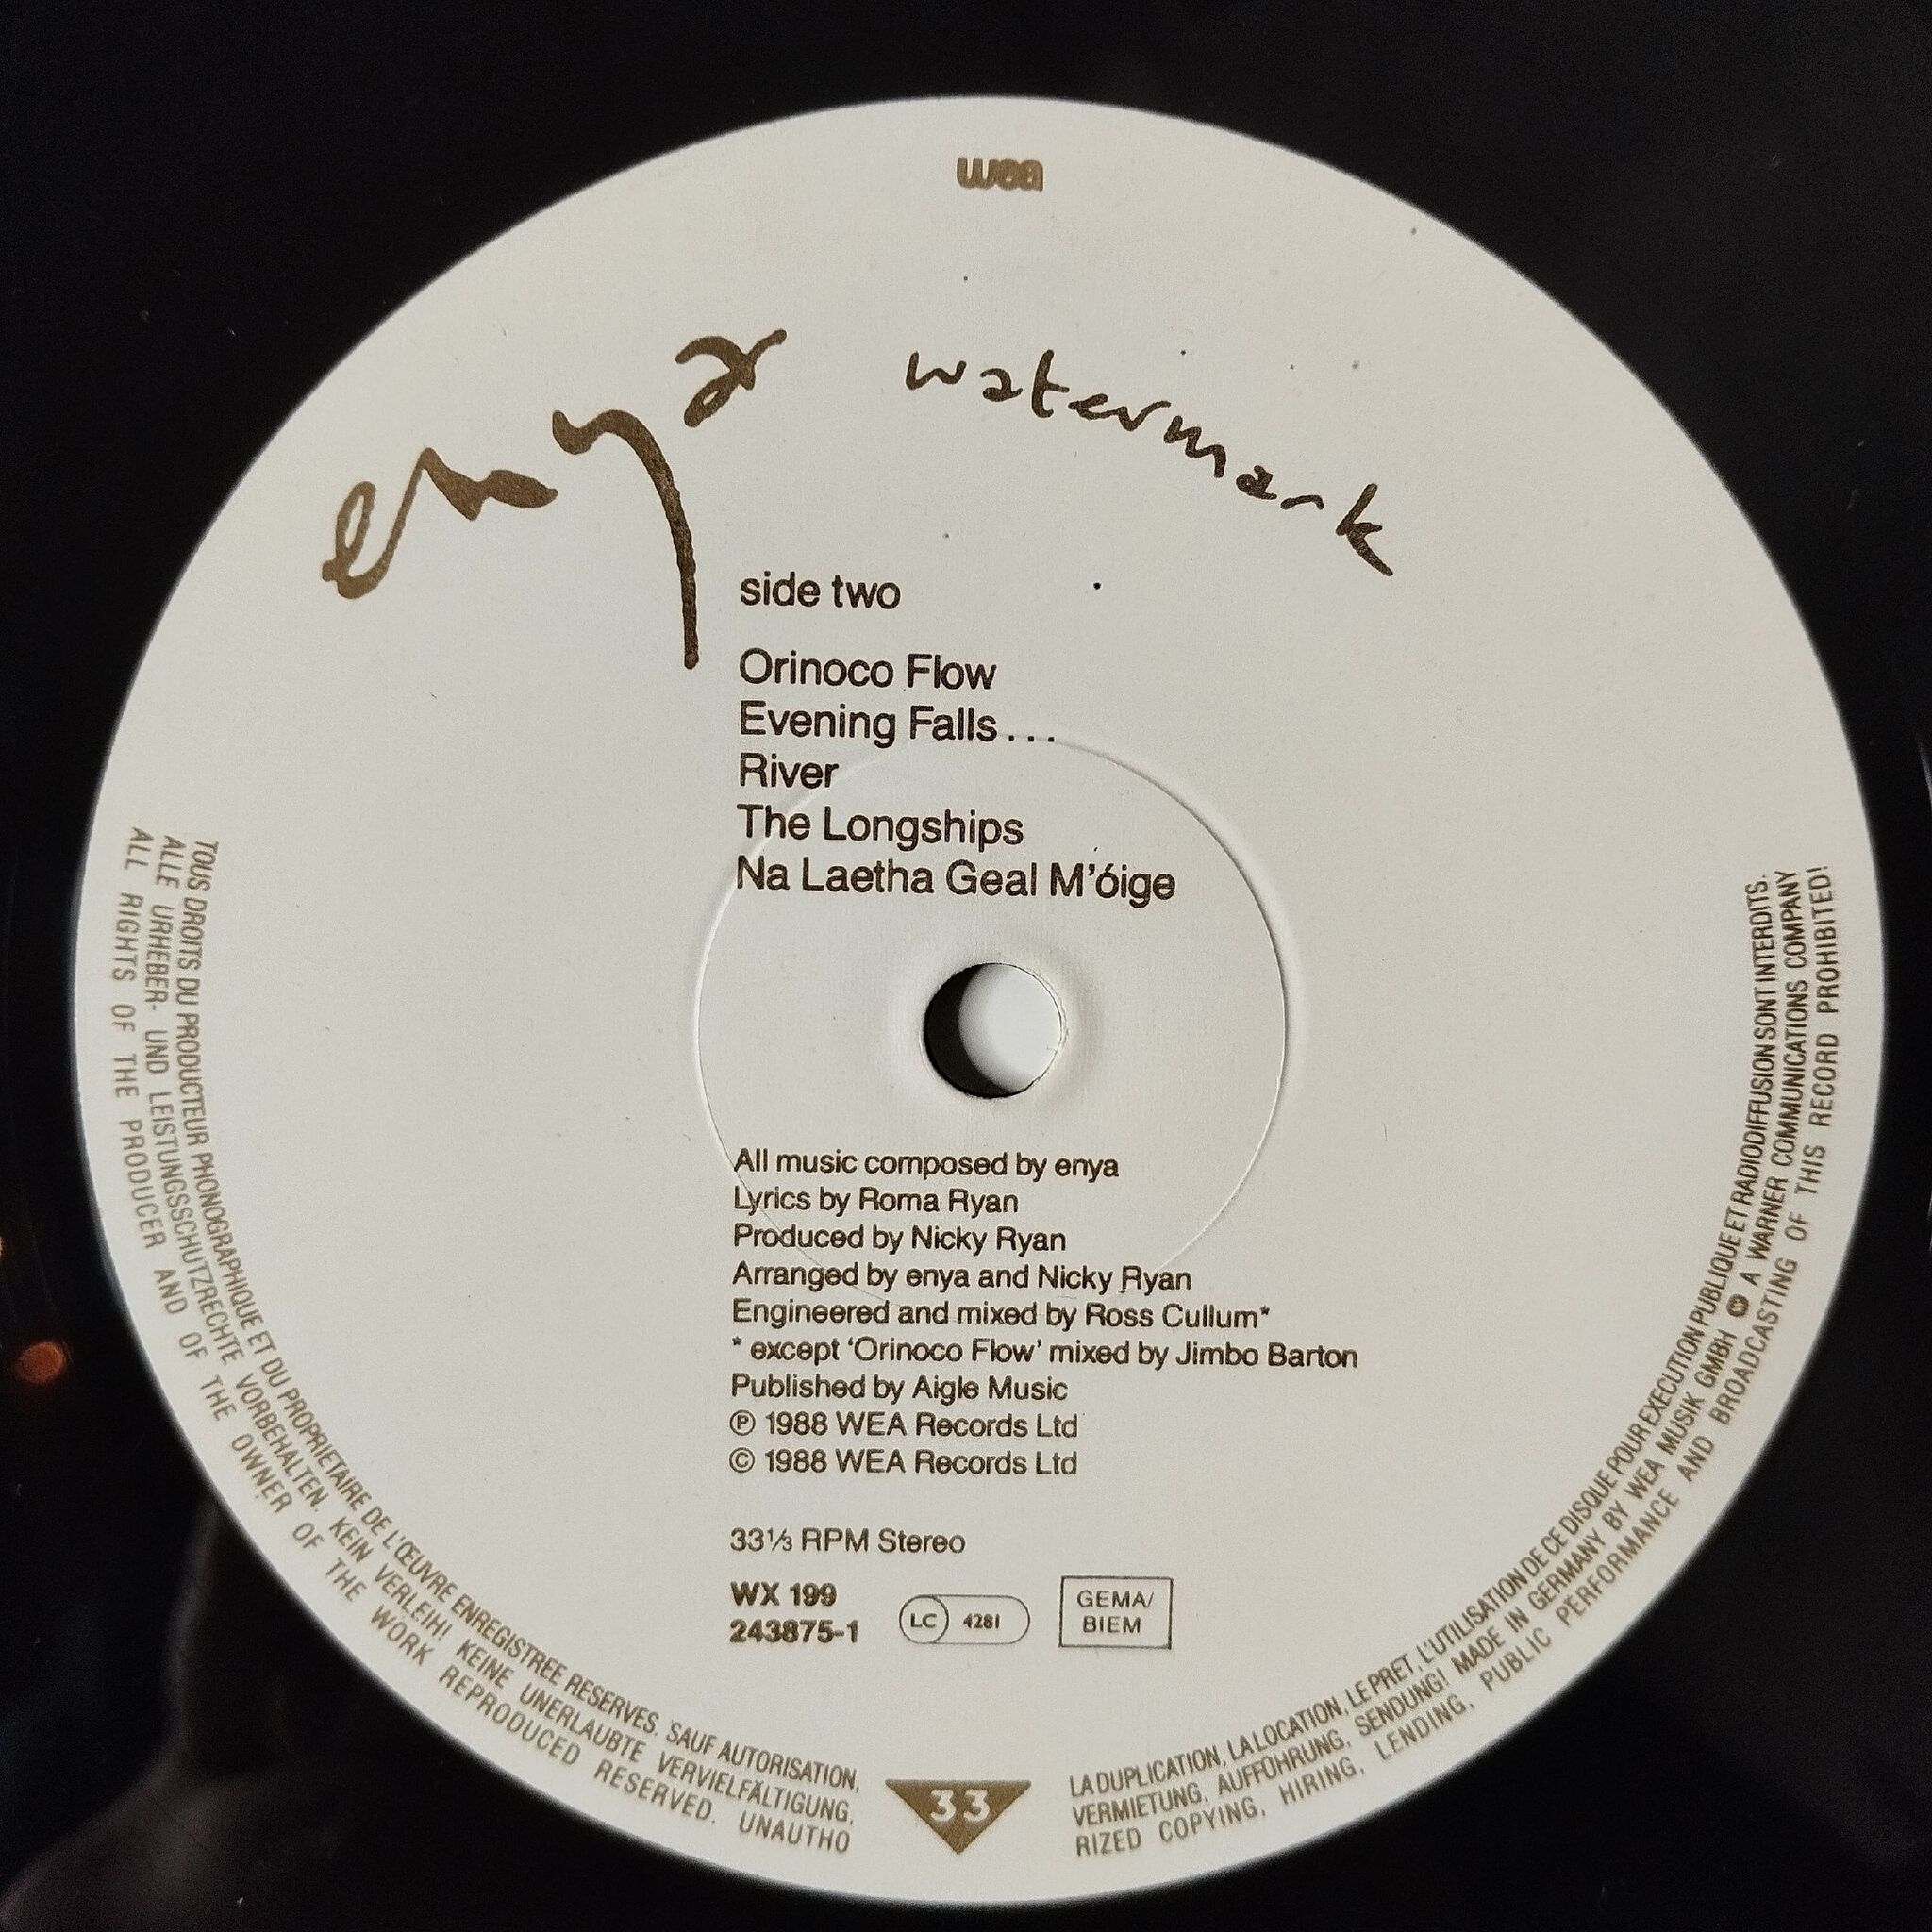 wea
enya watermark
side two
Orinoco Flow
Evening Falls...
River
The Longships
Na Laetha Geal M'óige
All music composed by enya
Lyrics by Roma Ryan
Produced by Nicky Ryan
Arranged by enya and Nicky Ryan
Engineered and mixed by Ross Cullum*
* except ‘Orinoco Flow’ mixed by Jimbo Barton
Published by Aigle Music
℗ 1988 WEA Records Ltd
© 1988 WEA Records Ltd
33⅓ RPM Stereo
WX 199
243875-1
LC 4281
GEMA/
BIEM
33
TOUS DROITS DU PRODUCTEUR PHONOGRAPHIQUE ET DU PROPRIETAIRE DE L'ŒUVRE ENREGISTREE RESERVES. SAUF AUTORISATION, LA DUPLICATION, LA LOCATION, LE PRET, L'UTILISATION DE CE DISQUE POUR EXECUTION PUBLIQUE ET RADIODIFFUSION SONT INTERDITS.
ALLE URHEBER- UND LEISTUNGSSCHUTZRECHTE VORBEHALTEN. KEIN VERLEIH! KEINE UNERLAUBTE VERVIELFÄLTIGUNG, VERMIETUNG, AUFFÜHRUNG, SENDUNG! MADE IN GERMANY BY WEA MUSIK GMBH A WARNER COMMUNICATIONS COMPANY
ALL RIGHTS OF THE PRODUCER AND OF THE OWNER OF THE WORK REPRODUCED RESERVED. UNAUTHORIZED COPYING, HIRING, LENDING, PUBLIC PERFORMANCE AND BROADCASTING OF THIS RECORD PROHIBITED!